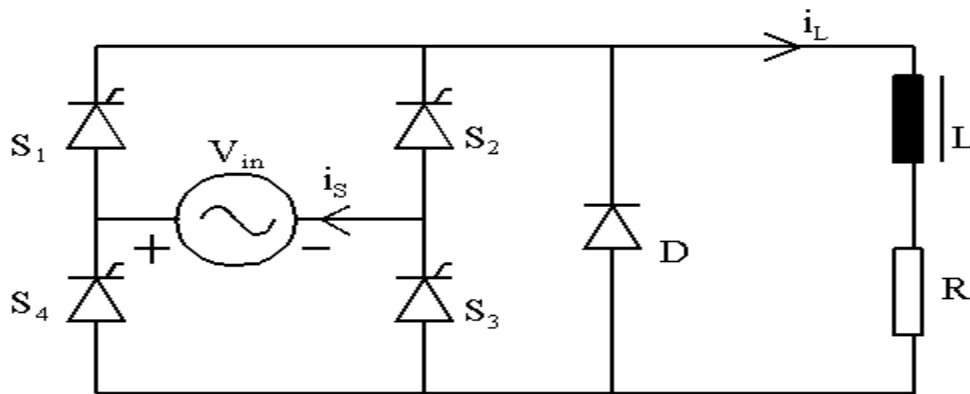 i_L
S_1
S_2
V_in
i_S
L
+
−
D
R
S_4
S_3